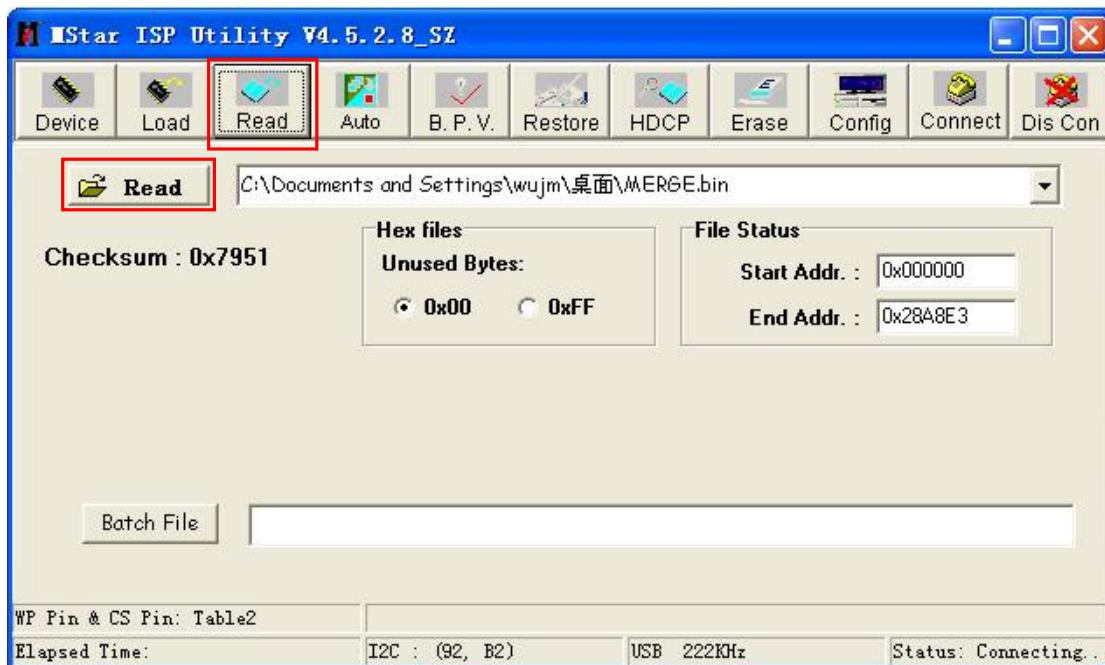 MStar ISP Utility V4.5.2.8_SZ
Device Load Read Auto B. P. V. Restore HDCP Erase Config Connect Dis Con
Read C:\Documents and Settings\wujm\桌面\MERGE.bin
Hex files File Status
Checksum : 0x7951 Unused Bytes: Start Addr. : 0x000000
0x00 0xFF End Addr. : 0x28A8E3
Batch File
WP Pin & CS Pin: Table2
Elapsed Time: I2C : (92, B2) USB 222KHz Status: Connecting..